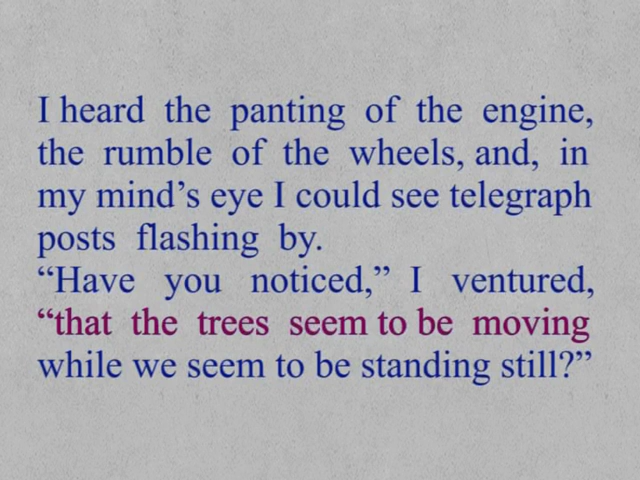 I heard the panting of the engine,
the rumble of the wheels, and, in
my mind’s eye I could see telegraph
posts flashing by.
“Have you noticed,” I ventured,
“that the trees seem to be moving
while we seem to be standing still?”